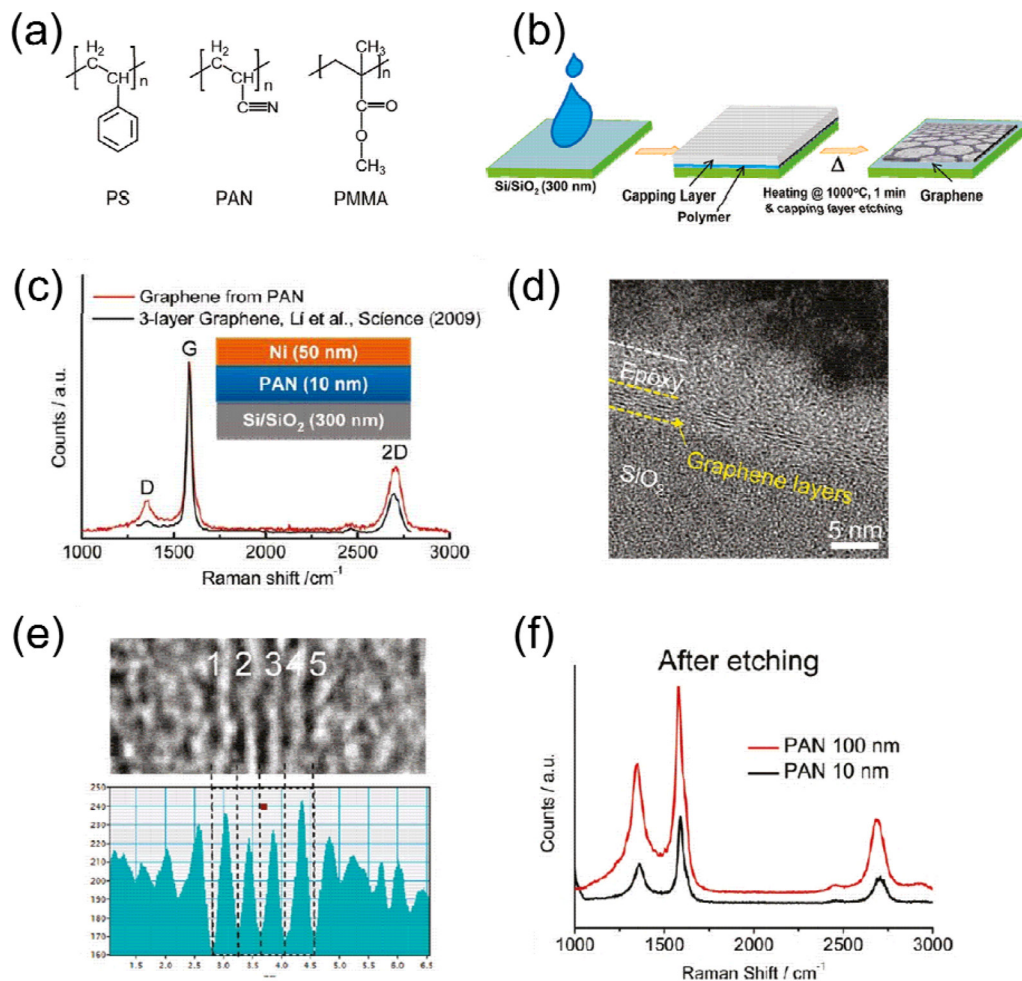 (a)
H₂
C
CH
n
PS
H₂
C
CH
n
C≡N
PAN
CH₃
n
C
O
O
CH₃
PMMA
(b)
Si/SiO₂ (300 nm)
Capping Layer
Polymer
Δ
Heating @ 1000°C, 1 min
& capping layer etching
Graphene
(c)
Graphene from PAN
3-layer Graphene, Li et al., Science (2009)
G
Ni (50 nm)
PAN (10 nm)
Si/SiO₂ (300 nm)
D
2D
Counts / a.u.
1000 1500 2000 2500 3000
Raman shift /cm⁻¹
(d)
Epoxy
Graphene layers
SiO₂
5 nm
(e)
1 2 3 4 5
250
240
230
220
210
200
190
180
170
160
1.5 2.0 2.5 3.0 3.5 4.0 4.5 5.0 5.5 6.0 6.5
(f)
After etching
PAN 100 nm
PAN 10 nm
Counts / a.u.
1000 1500 2000 2500 3000
Raman Shift / cm⁻¹